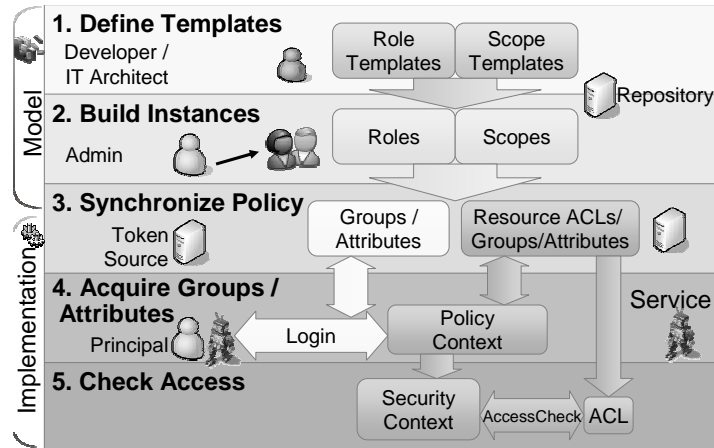 1. Define Templates
Developer /
IT Architect
Role
Templates
Scope
Templates
Repository
2. Build Instances
Admin
Roles
Scopes
Model
3. Synchronize Policy
Token
Source
Groups /
Attributes
Resource ACLs/
Groups/Attributes
4. Acquire Groups /
Attributes
Principal
Login
Policy
Context
Service
Implementation
5. Check Access
Security
Context
AccessCheck
ACL